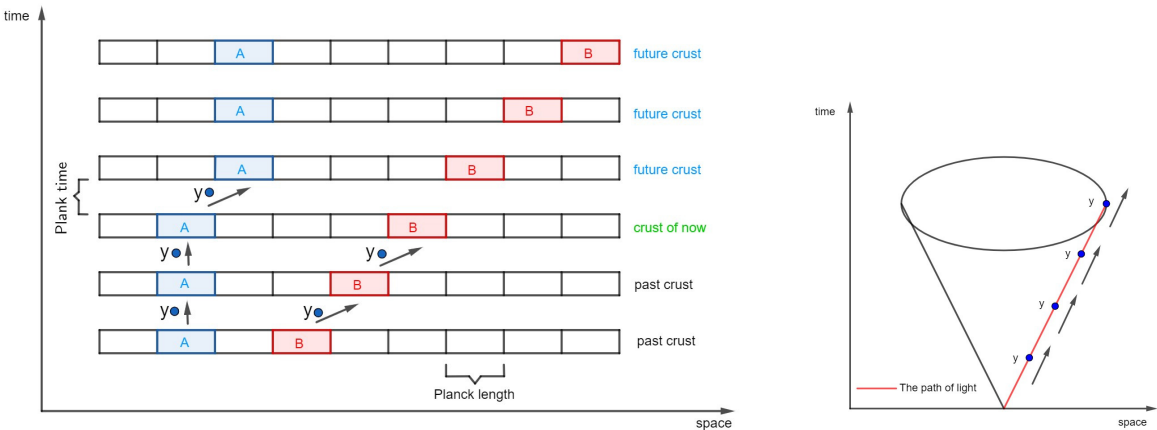 time
A
B
future crust
A
B
future crust
A
B
future crust
Plank time
y
A
B
crust of now
y
y
A
B
past crust
y
y
A
B
past crust
Planck length
space
time
y
y
y
y
The path of light
space